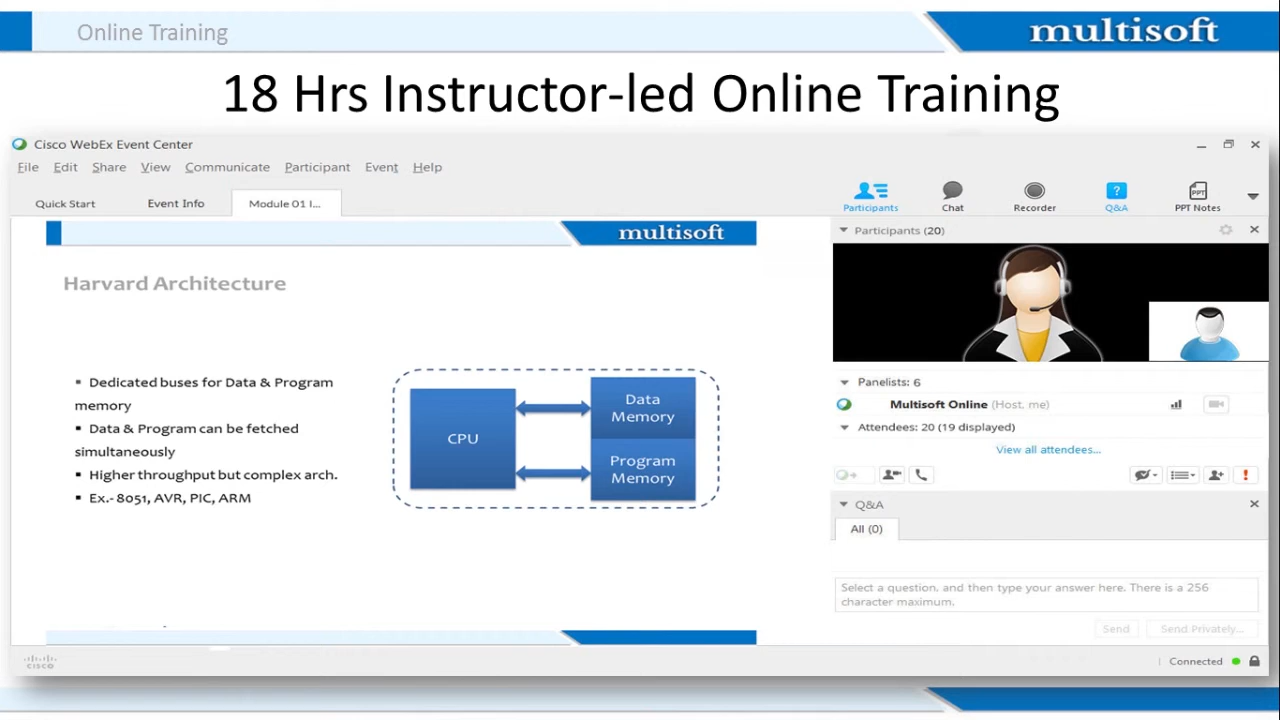 Online Training
multisoft
18 Hrs Instructor-led Online Training
Cisco WebEx Event Center
File Edit Share View Communicate Participant Event Help
Quick Start Event Info Module 01 I...
Participants Chat Recorder Q&A PPT Notes
PPT
?
multisoft
Harvard Architecture
▪ Dedicated buses for Data & Program
memory
▪ Data & Program can be fetched
simultaneously
▪ Higher throughput but complex arch.
▪ Ex.- 8051, AVR, PIC, ARM
CPU
Data
Memory
Program
Memory
Participants (20)
Panelists: 6
Multisoft Online (Host, me)
Attendees: 20 (19 displayed)
View all attendees...
Q&A
All (0)
Select a question, and then type your answer here. There is a 256
character maximum.
Send Send Privately...
CISCO
Connected